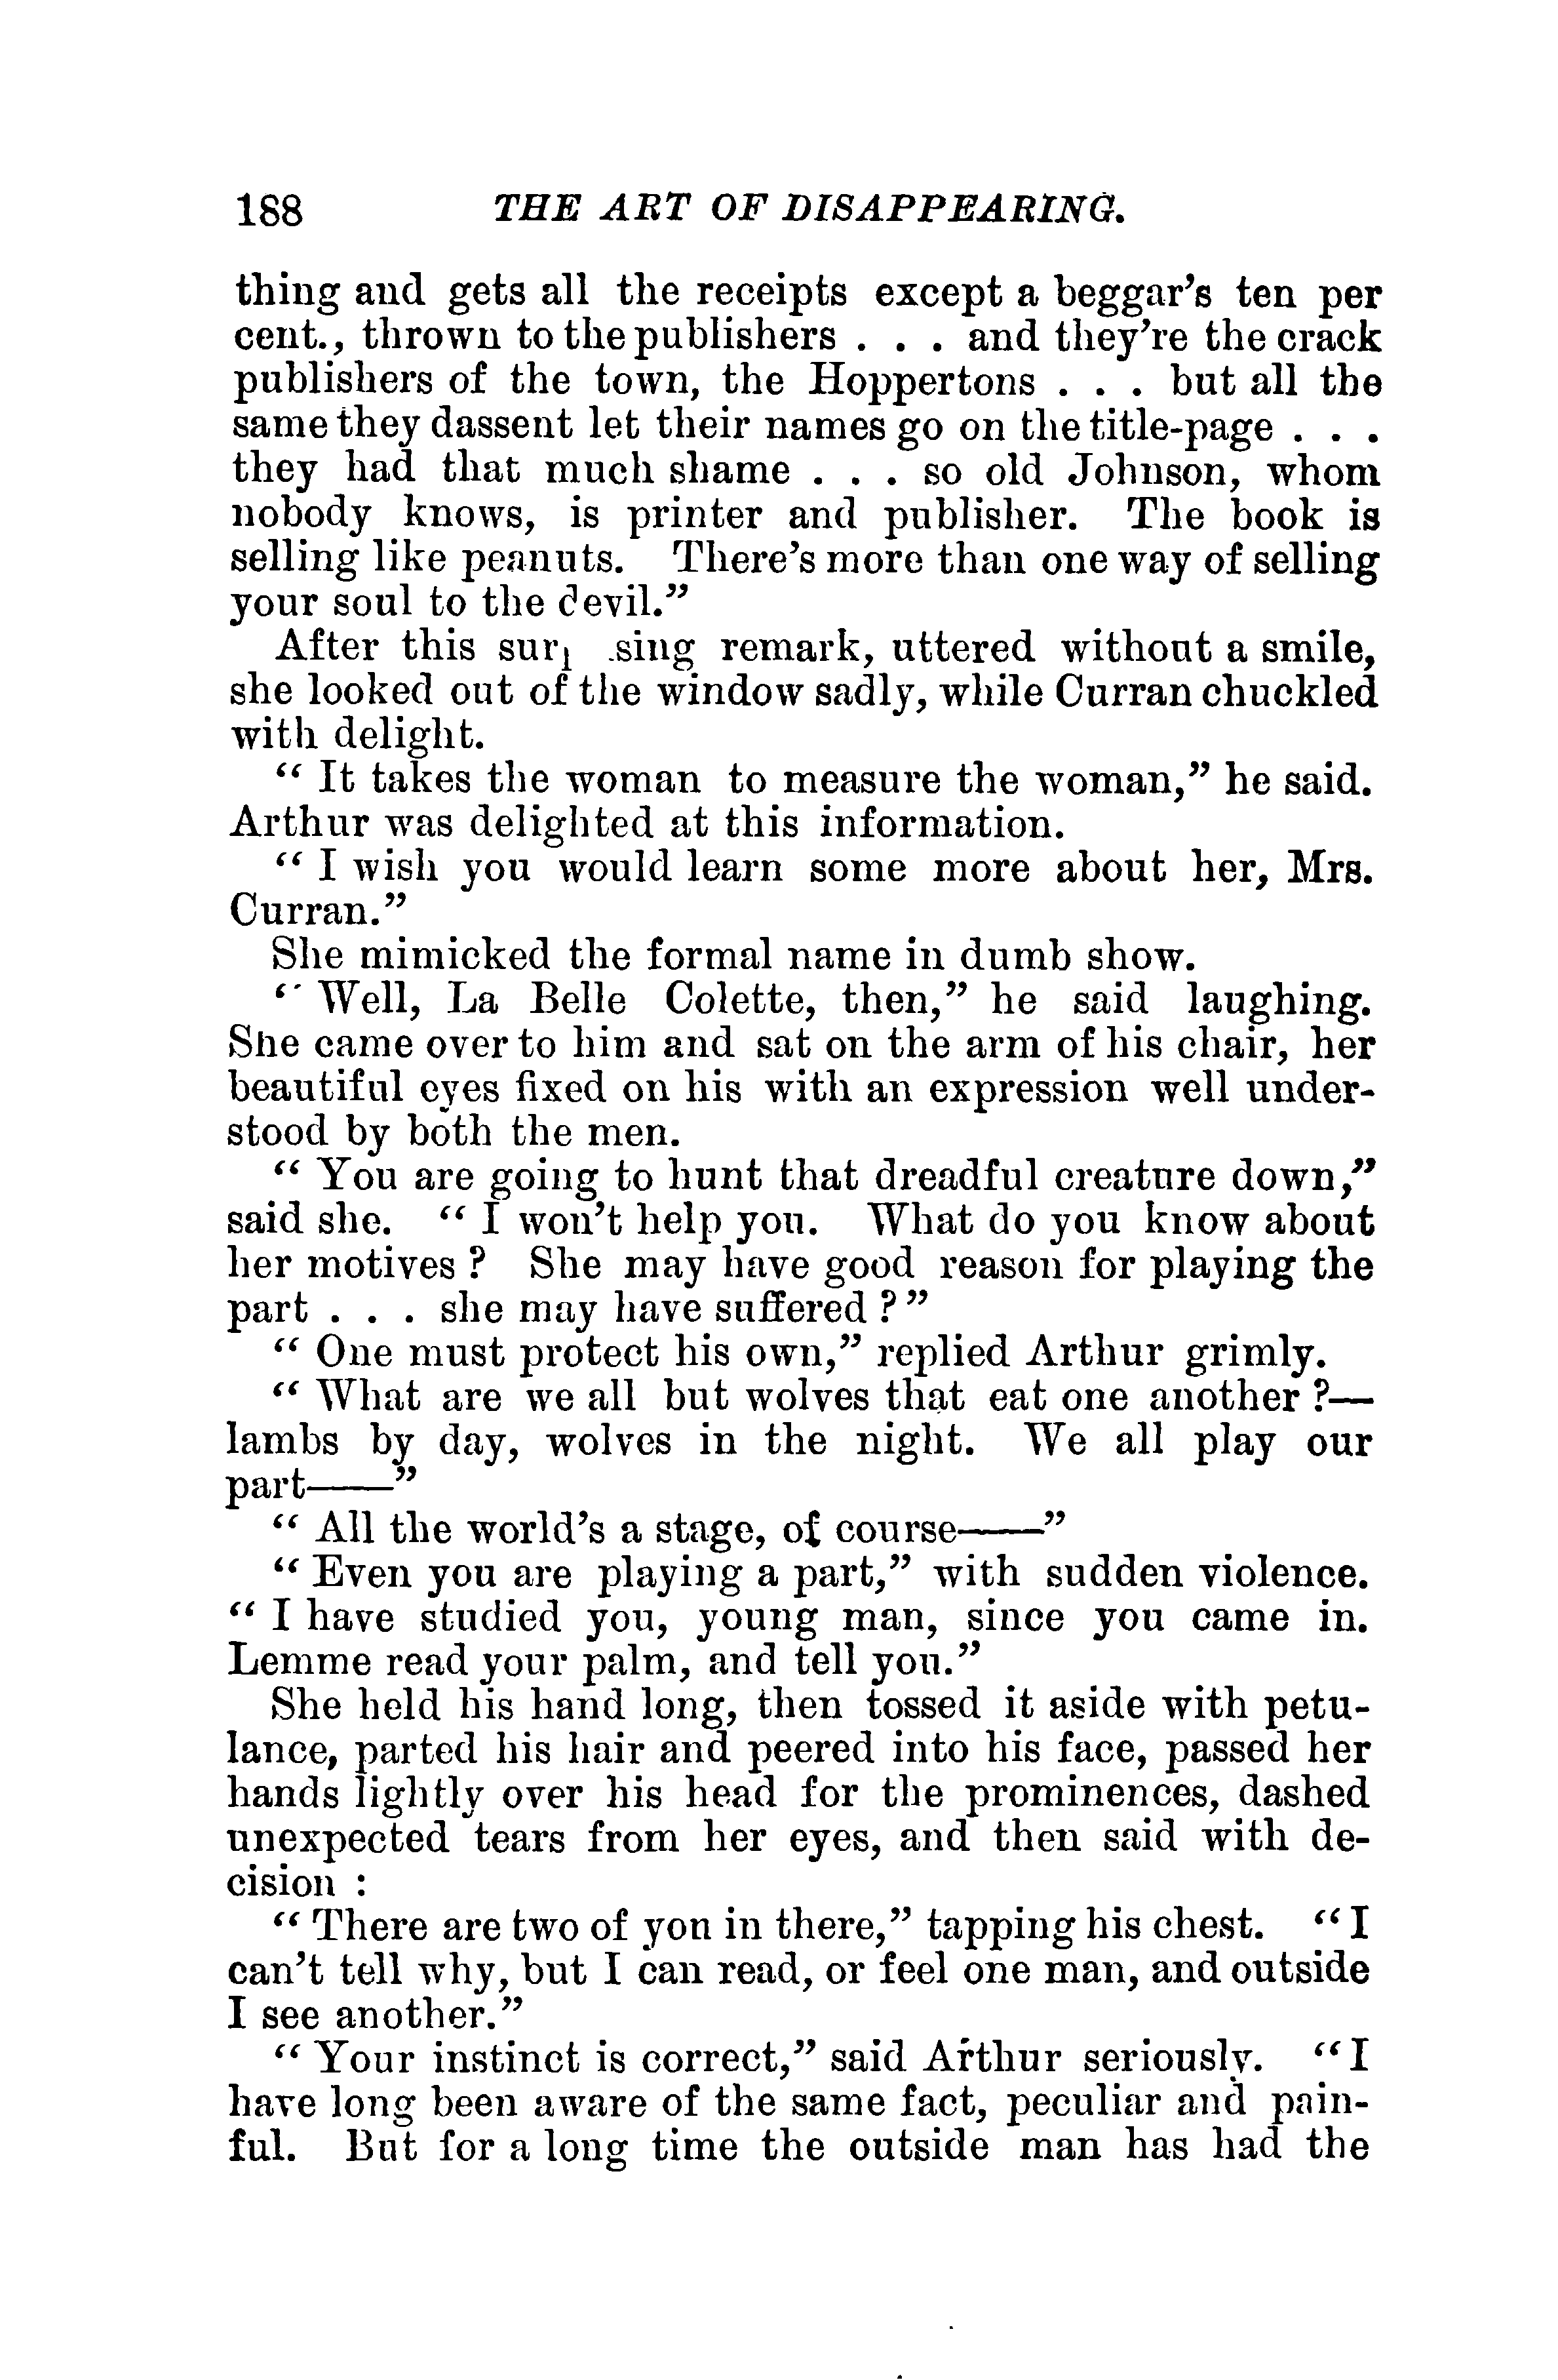 188 THE ART OF DISAPPEARING.
thing and gets all the receipts except a beggar's ten per
cent., thrown to the publishers . . . and they're the crack
publishers of the town, the Hoppertons . . . but all the
same they dassent let their names go on the title-page . . .
they had that much shame . . . so old Johnson, whom
nobody knows, is printer and publisher. The book is
selling like peanuts. There's more than one way of selling
your soul to the devil."
After this remark, uttered without a smile,
she looked out of the window sadly, while Curran chuckled
with delight.
"It takes the woman to measure the woman," he said.
Arthur was delighted at this information.
"I wish you would learn some more about her, Mrs.
Curran."
She mimicked the formal name in dumb show.
"Well, La Belle Colette, then," he said laughing.
She came over to him and sat on the arm of his chair, her
beautiful eyes fixed on his with an expression well under-
stood by both the men.
"You are going to hunt that dreadful creature down,"
said she. "I won't help you. What do you know about
her motives? She may have good reason for playing the
part . . . she may have suffered?"
"One must protect his own," replied Arthur grimly.
"What are we all but wolves that eat one another?—
lambs by day, wolves in the night. We all play our
part——"
"All the world's a stage, of course——"
"Even you are playing a part," with sudden violence.
"I have studied you, young man, since you came in.
Lemme read your palm, and tell you."
She held his hand long, then tossed it aside with petu-
lance, parted his hair and peered into his face, passed her
hands lightly over his head for the prominences, dashed
unexpected tears from her eyes, and then said with de-
cision:
"There are two of you in there," tapping his chest. "I
can't tell why, but I can read, or feel one man, and outside
I see another."
"Your instinct is correct," said Arthur seriously. "I
have long been aware of the same fact, peculiar and pain-
ful. But for a long time the outside man has had the